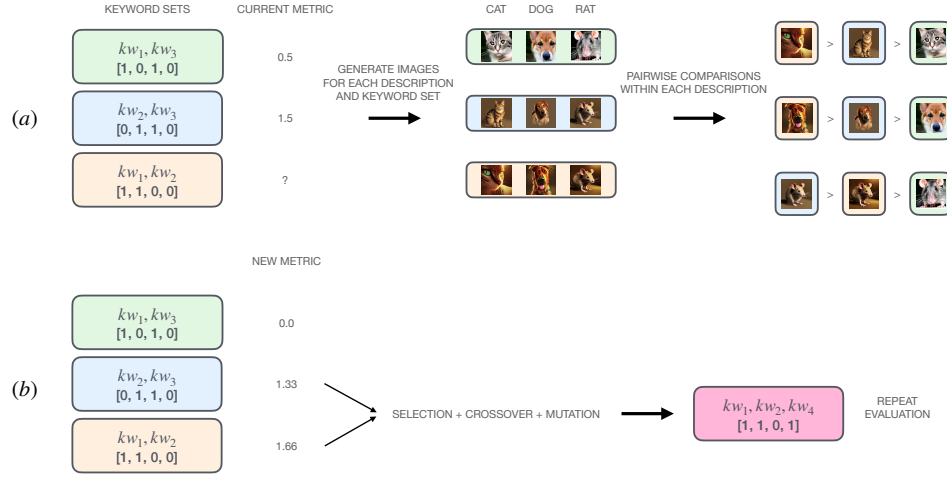 KEYWORD SETS CURRENT METRIC CAT DOG RAT
(a)
kw₁, kw₃
[1, 0, 1, 0]
0.5
kw₂, kw₃
[0, 1, 1, 0]
1.5
kw₁, kw₂
[1, 1, 0, 0]
?
GENERATE IMAGES
FOR EACH DESCRIPTION
AND KEYWORD SET
PAIRWISE COMPARISONS
WITHIN EACH DESCRIPTION
> >
> >
> >
NEW METRIC
(b)
kw₁, kw₃
[1, 0, 1, 0]
0.0
kw₂, kw₃
[0, 1, 1, 0]
1.33
kw₁, kw₂
[1, 1, 0, 0]
1.66
SELECTION + CROSSOVER + MUTATION
kw₁, kw₂, kw₄
[1, 1, 0, 1]
REPEAT
EVALUATION